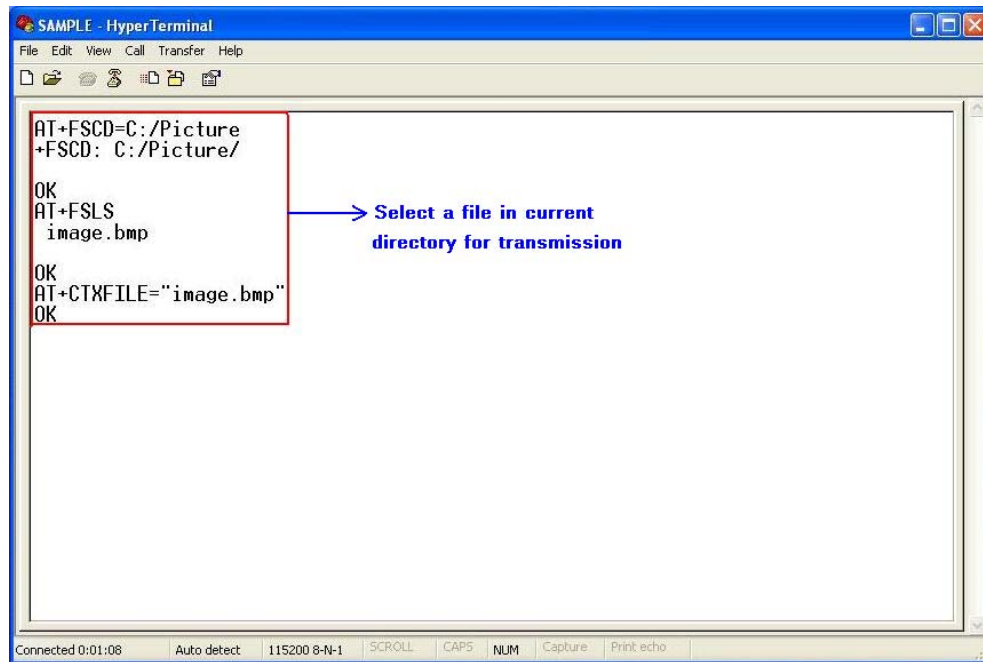 SAMPLE - HyperTerminal
File Edit View Call Transfer Help
AT+FSCD=C:/Picture
+FSCD: C:/Picture/
OK
AT+FSLS
image.bmp
OK
AT+CTXFILE="image.bmp"
OK
Select a file in current
directory for transmission
Connected 0:01:08 Auto detect 115200 8-N-1 SCROLL CAPS NUM Capture Print echo